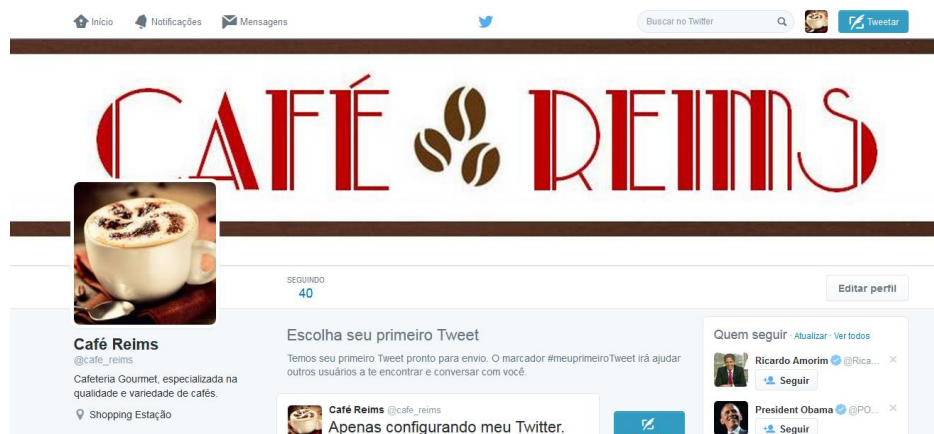 Início Notificações Mensagens Buscar no Twitter Tweetar
CAFÉ REIMS
SEGUINDO
40
Editar perfil
Café Reims
@cafe_reims
Cafeteria Gourmet, especializada na
qualidade e variedade de cafés.
Shopping Estação
Escolha seu primeiro Tweet
Temos seu primeiro Tweet pronto para envio. O marcador #meuprimeiroTweet irá ajudar
outros usuários a te encontrar e conversar com você.
Café Reims @cafe_reims
Apenas configurando meu Twitter.
Quem seguir · Atualizar · Ver todos
Ricardo Amorim @Rica...
Seguir
President Obama @PO...
Seguir